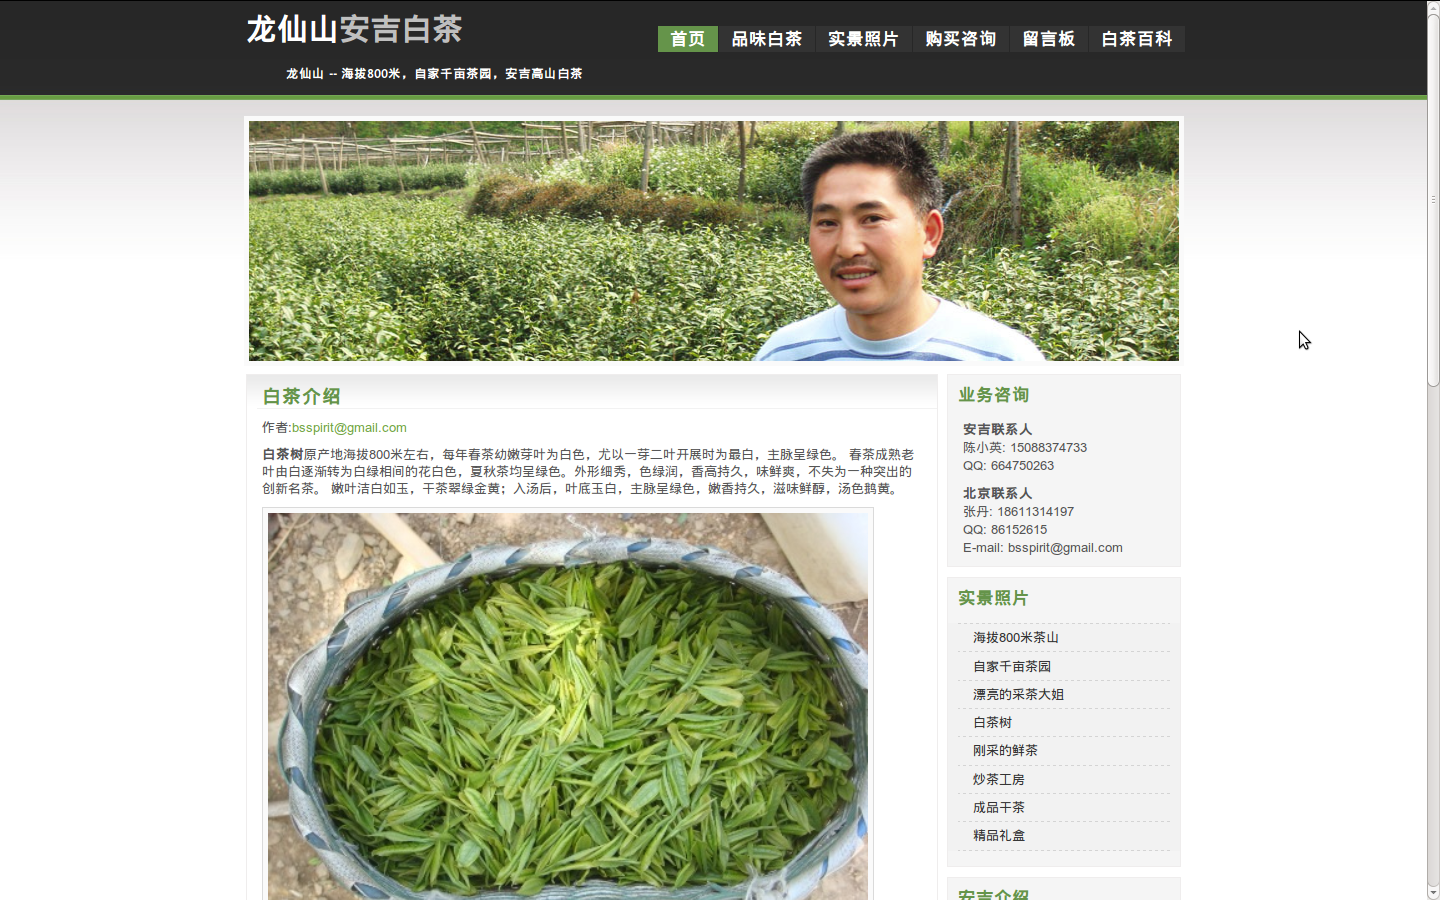 龙仙山安吉白茶
首页 品味白茶 实景照片 购买咨询 留言板 白茶百科
龙仙山 -- 海拔800米，自家千亩茶园，安吉高山白茶
白茶介绍
作者:bsspirit@gmail.com
白茶树原产地海拔800米左右，每年春茶幼嫩芽叶为白色，尤以一芽二叶开展时为最白，主脉呈绿色。 春茶成熟老
叶由白逐渐转为白绿相间的花白色，夏秋茶均呈绿色。外形细秀，色绿润，香高持久，味鲜爽，不失为一种突出的
创新名茶。 嫩叶洁白如玉，干茶翠绿金黄；入汤后，叶底玉白，主脉呈绿色，嫩香持久，滋味鲜醇，汤色鹅黄。
业务咨询
安吉联系人
陈小英: 15088374733
QQ: 664750263
北京联系人
张丹: 18611314197
QQ: 86152615
E-mail: bsspirit@gmail.com
实景照片
海拔800米茶山
自家千亩茶园
漂亮的采茶大姐
白茶树
刚采的鲜茶
炒茶工房
成品干茶
精品礼盒
安吉介绍